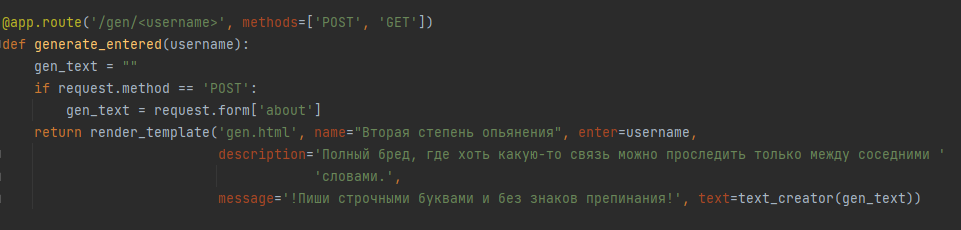 @app.route('/gen/<username>', methods=['POST', 'GET'])
def generate_entered(username):
    gen_text = ""
    if request.method == 'POST':
        gen_text = request.form['about']
    return render_template('gen.html', name="Вторая степень опьянения", enter=username,
                           description='Полный бред, где хоть какую-то связь можно проследить только между соседними '
                                       'словами.',
                           message='!Пиши строчными буквами и без знаков препинания!', text=text_creator(gen_text))